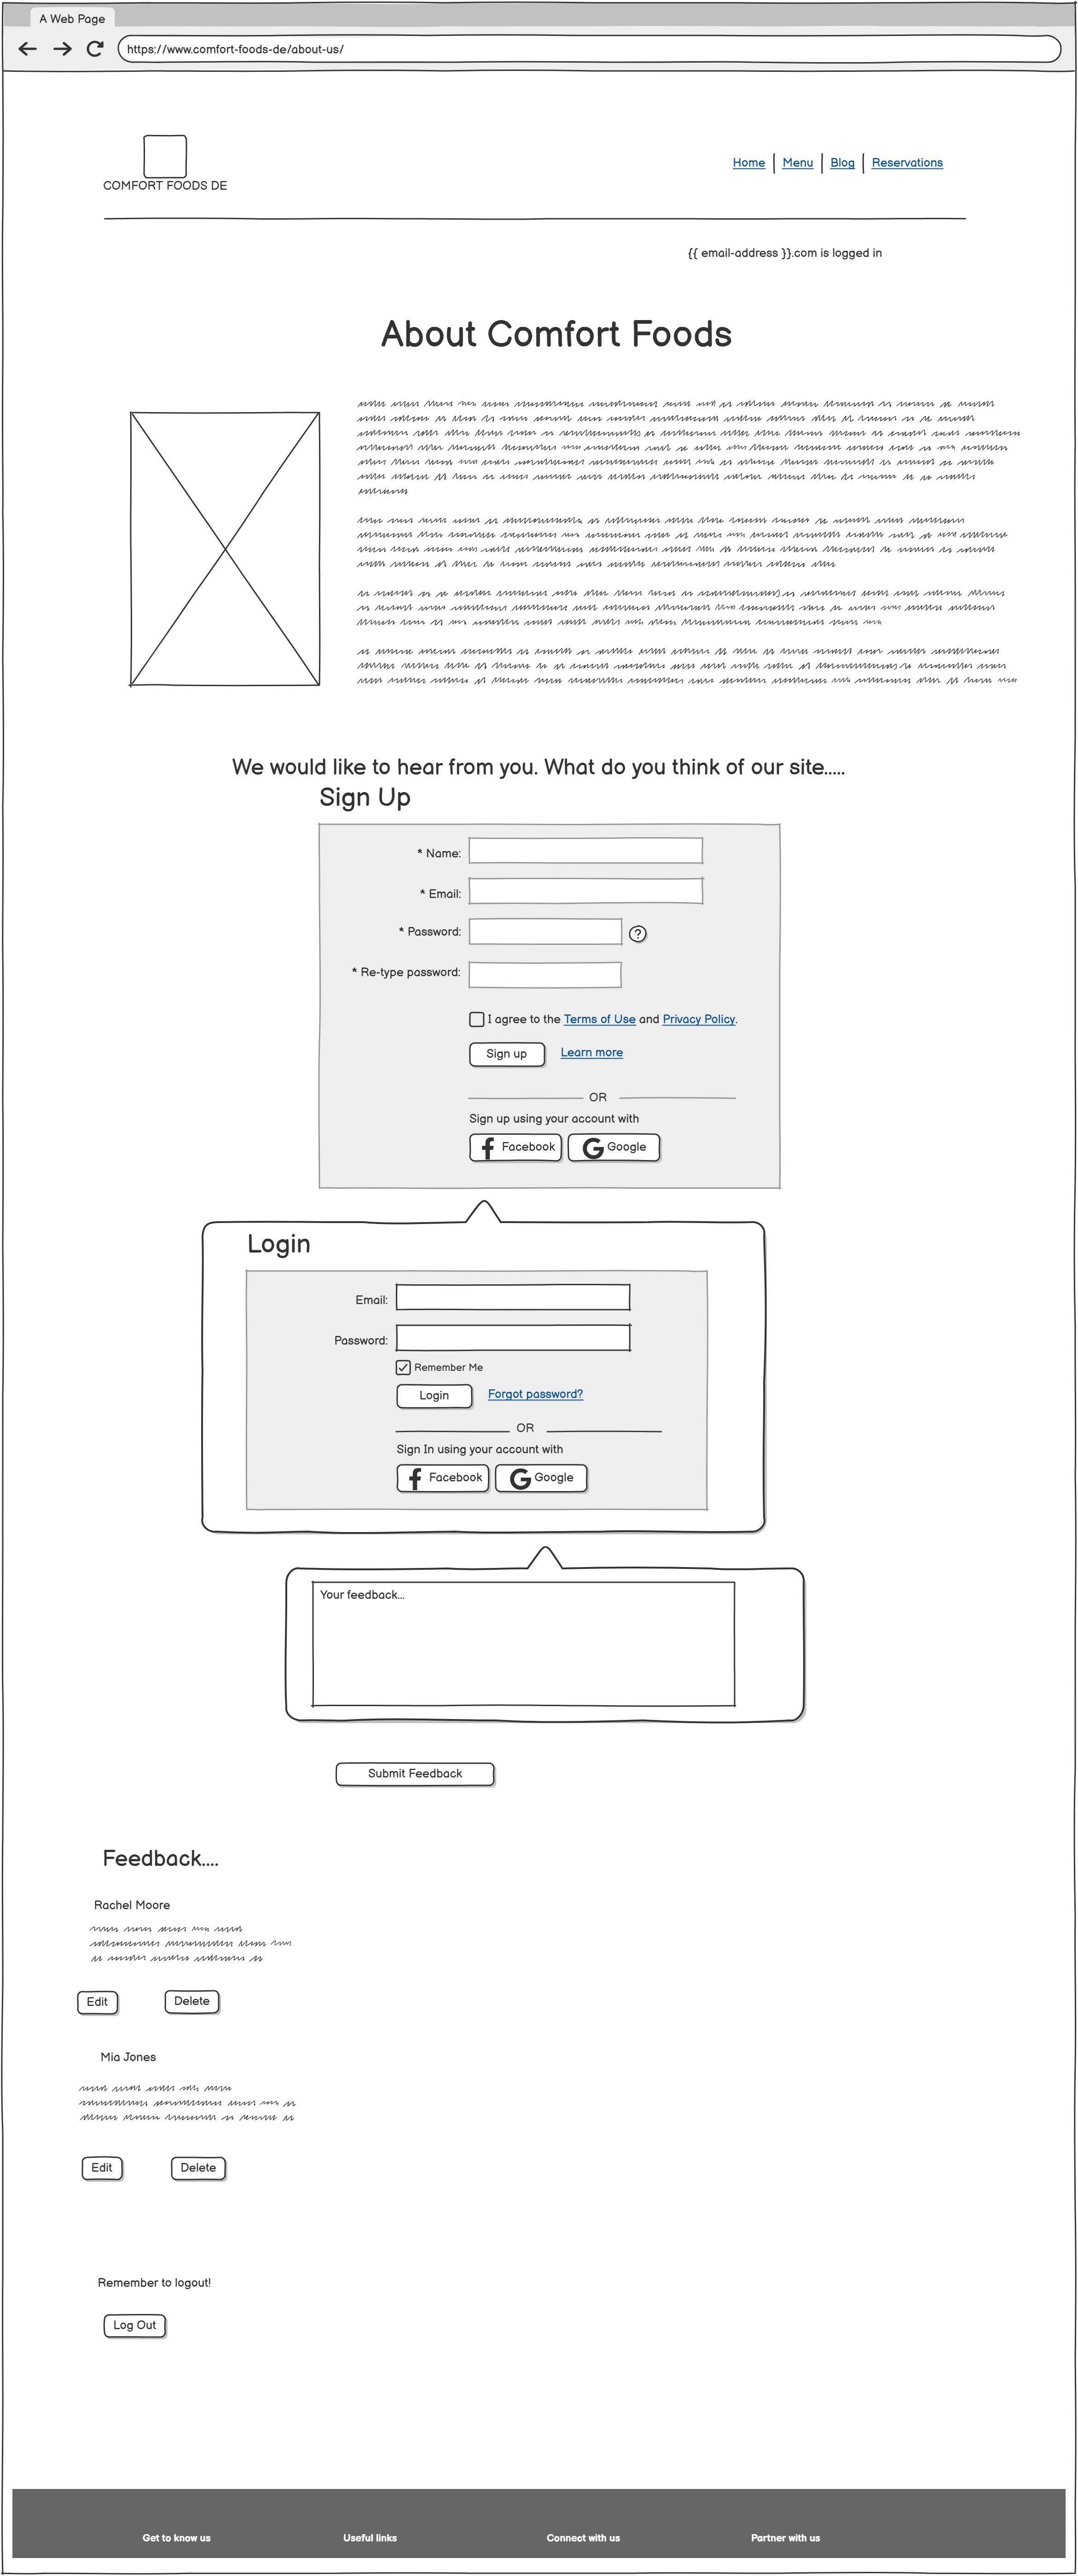 A Web Page
https://www.comfort-foods-de/about-us/
COMFORT FOODS DE
Home | Menu | Blog | Reservations
{{ email-address }}.com is logged in
About Comfort Foods
We would like to hear from you. What do you think of our site.....
Sign Up
* Name:
* Email:
* Password:
?
* Re-type password:
I agree to the Terms of Use and Privacy Policy.
Sign up Learn more
OR
Sign up using your account with
Facebook Google
Login
Email:
Password:
Remember Me
Login Forgot password?
OR
Sign In using your account with
Facebook Google
Your feedback...
Submit Feedback
Feedback....
Rachel Moore
Edit Delete
Mia Jones
Edit Delete
Remember to logout!
Log Out
Get to know us Useful links Connect with us Partner with us